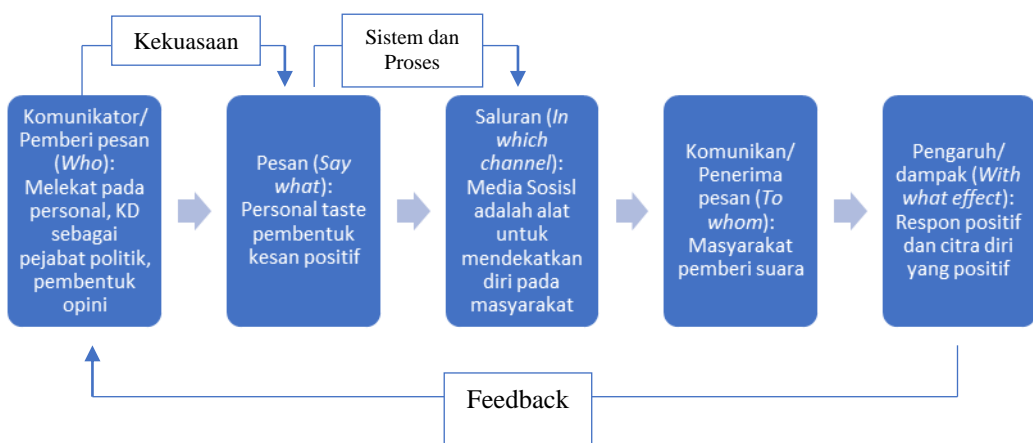 Kekuasaan
Sistem dan
Proses
Komunikator/
Pemberi pesan
(Who):
Melekat pada
personal, KD
sebagai
pejabat politik,
pembentuk
opini
Pesan (Say
what):
Personal taste
pembentuk
kesan positif
Saluran (In
which
channel):
Media Sosisl
adalah alat
untuk
mendekatkan
diri pada
masyarakat
Komunikan/
Penerima
pesan (To
whom):
Masyarakat
pemberi suara
Pengaruh/
dampak (With
what effect):
Respon positif
dan citra diri
yang positif
Feedback